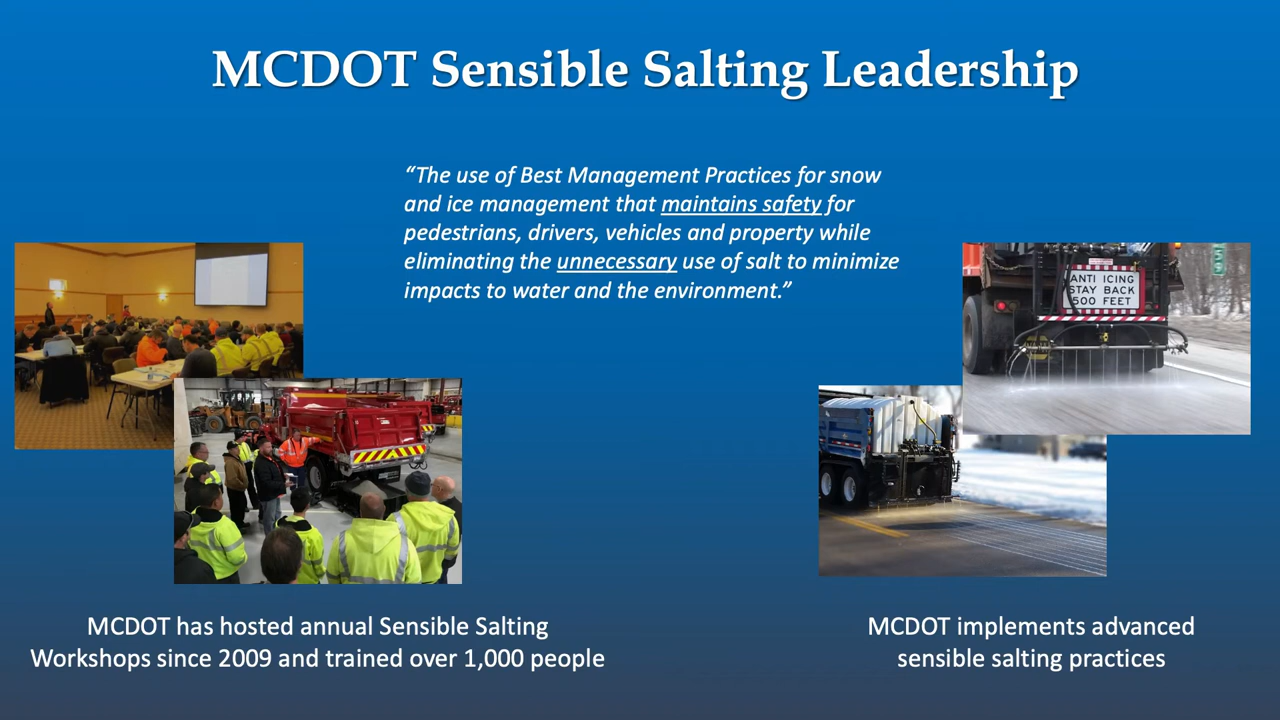 MCDOT Sensible Salting Leadership
“The use of Best Management Practices for snow
and ice management that maintains safety for
pedestrians, drivers, vehicles and property while
eliminating the unnecessary use of salt to minimize
impacts to water and the environment.”
ANTI ICING
STAY BACK
500 FEET
MCDOT has hosted annual Sensible Salting
Workshops since 2009 and trained over 1,000 people
MCDOT implements advanced
sensible salting practices